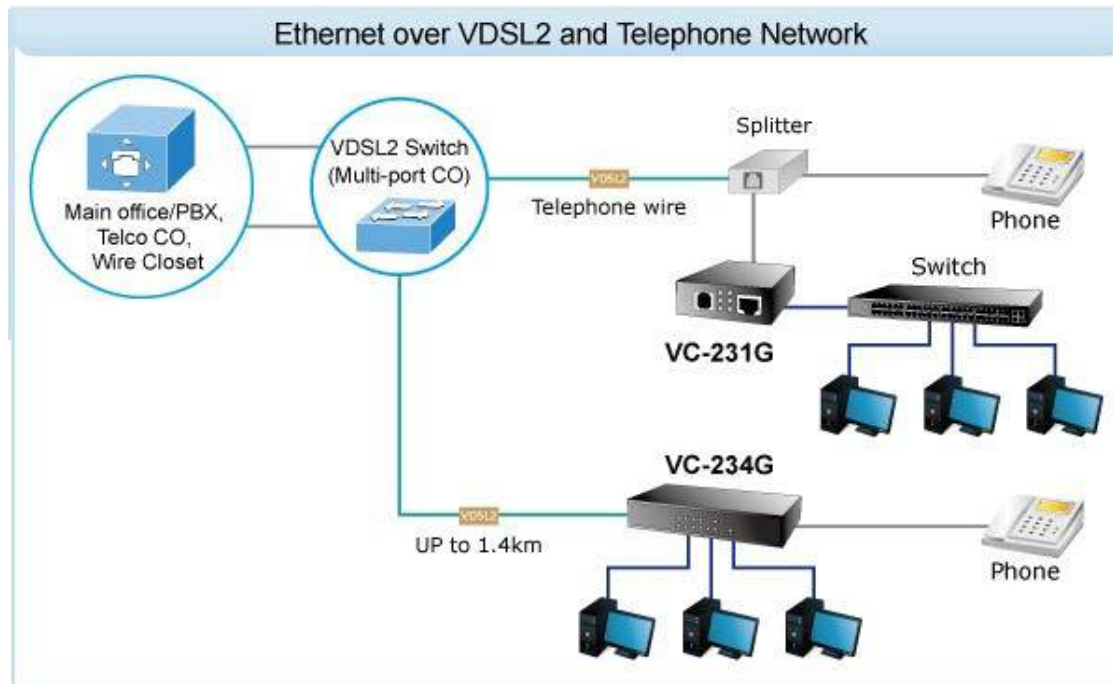 Ethernet over VDSL2 and Telephone Network
Main office/PBX,
Telco CO,
Wire Closet
VDSL2 Switch
(Multi-port CO)
VDSL2
Telephone wire
Splitter
Phone
VC-231G
Switch
VC-234G
VDSL2
UP to 1.4km
Phone